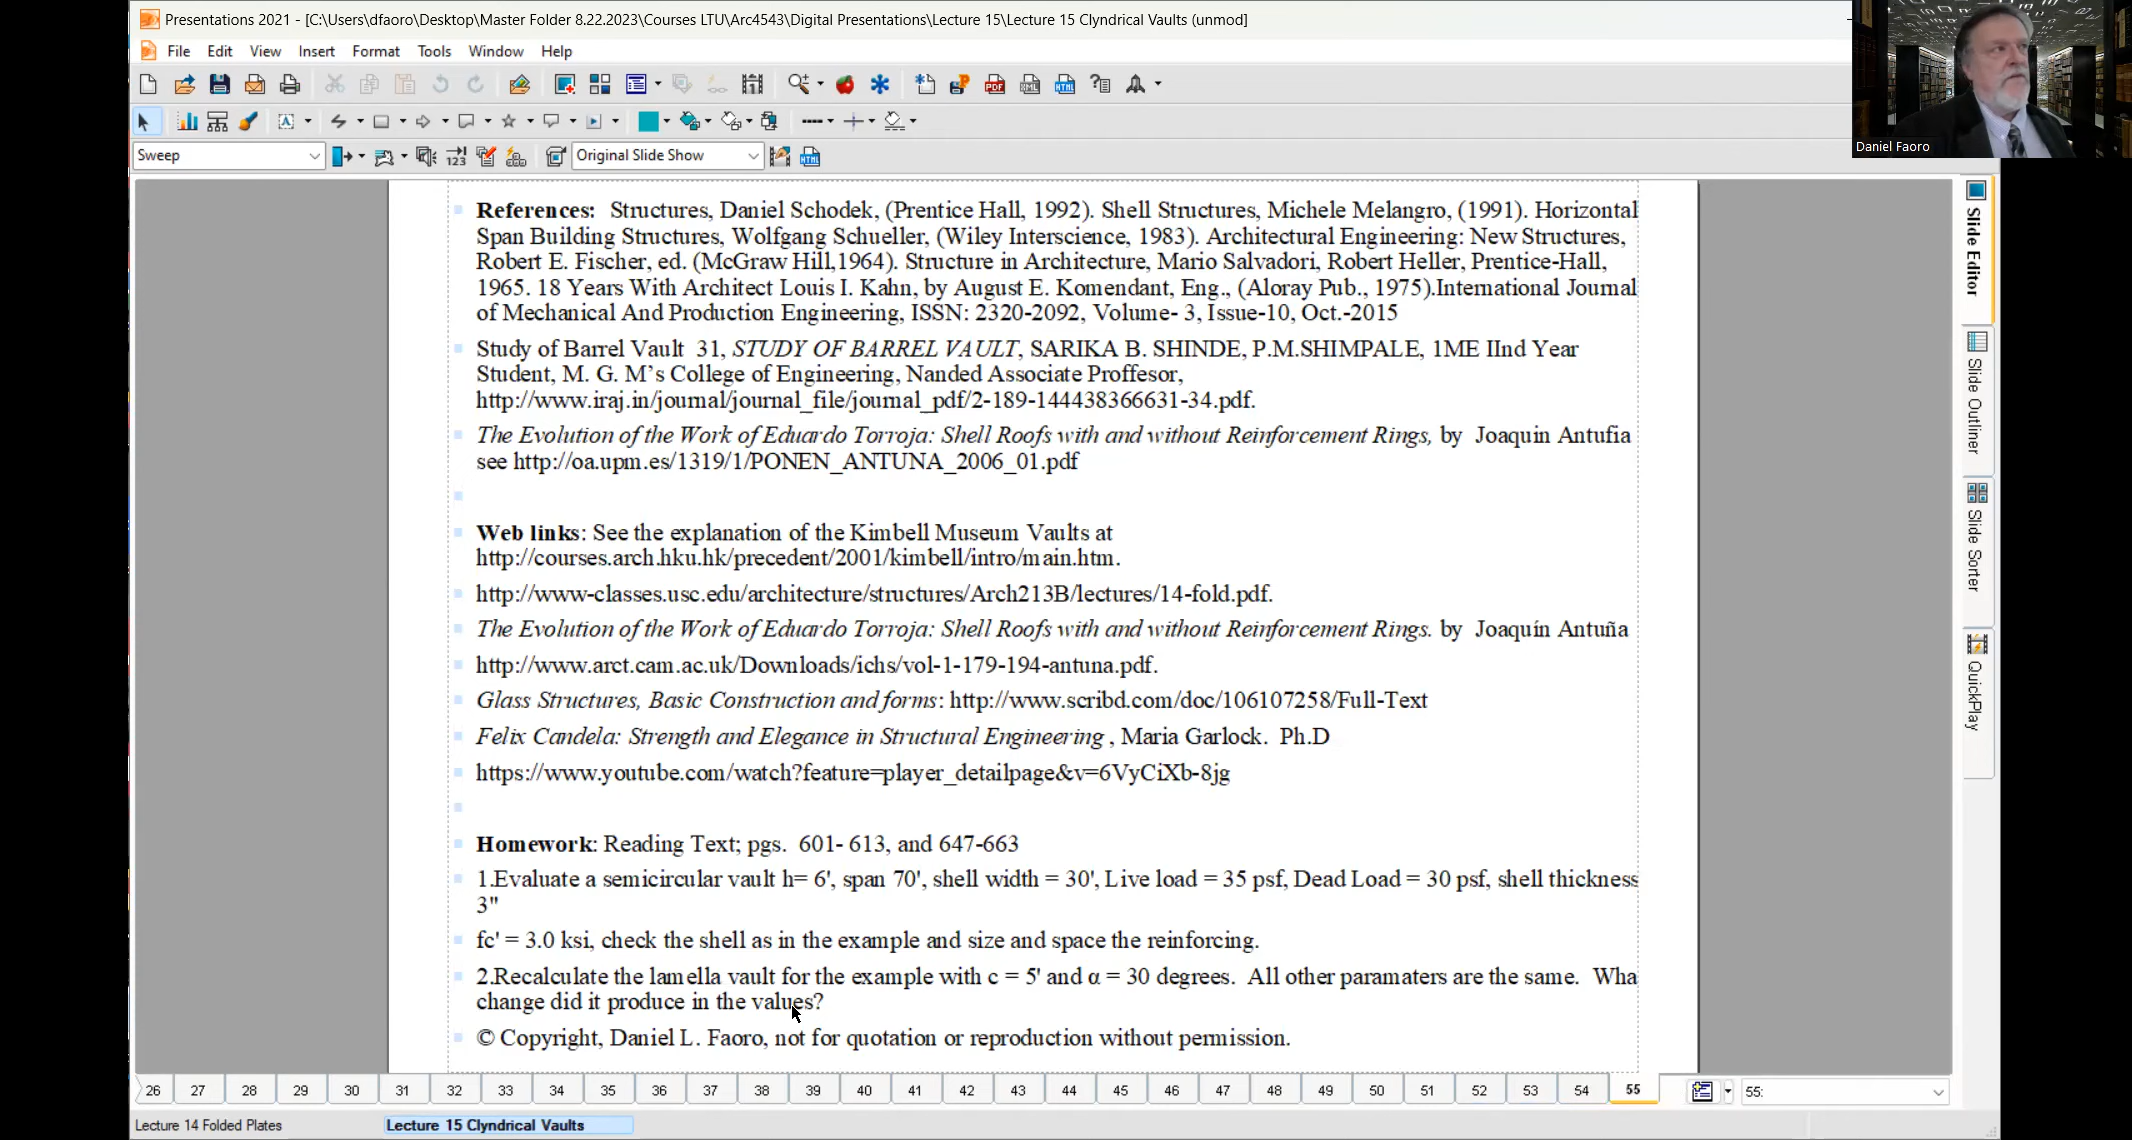 Presentations 2021 - [C:\Users\dfaoro\Desktop\Master Folder 8.22.2023\Courses LTU\Arc4543\Digital Presentations\Lecture 15\Lecture 15 Clyndrical Vaults (unmod]
File Edit View Insert Format Tools Window Help
Daniel Faoro
Sweep
Original Slide Show
References: Structures, Daniel Schodek, (Prentice Hall, 1992). Shell Structures, Michele Melangro, (1991). Horizontal
Span Building Structures, Wolfgang Schueller, (Wiley Interscience, 1983). Architectural Engineering: New Structures,
Robert E. Fischer, ed. (McGraw Hill,1964). Structure in Architecture, Mario Salvadori, Robert Heller, Prentice-Hall,
1965. 18 Years With Architect Louis I. Kahn, by August E. Komendant, Eng., (Aloray Pub., 1975).International Journal
of Mechanical And Production Engineering, ISSN: 2320-2092, Volume- 3, Issue-10, Oct.-2015
Study of Barrel Vault 31, STUDY OF BARREL VAULT, SARIKA B. SHINDE, P.M.SHIMPALE, 1ME IInd Year
Student, M. G. M's College of Engineering, Nanded Associate Proffesor,
http://www.iraj.in/journal/journal_file/journal_pdf/2-189-144438366631-34.pdf.
The Evolution of the Work of Eduardo Torroja: Shell Roofs with and without Reinforcement Rings, by Joaquin Antufia
see http://oa.upm.es/1319/1/PONEN_ANTUNA_2006_01.pdf
Web links: See the explanation of the Kimbell Museum Vaults at
http://courses.arch.hku.hk/precedent/2001/kimbell/intro/main.htm.
http://www-classes.usc.edu/architecture/structures/Arch213B/lectures/14-fold.pdf.
The Evolution of the Work of Eduardo Torroja: Shell Roofs with and without Reinforcement Rings. by Joaquín Antuña
http://www.arct.cam.ac.uk/Downloads/ichs/vol-1-179-194-antuna.pdf.
Glass Structures, Basic Construction and forms: http://www.scribd.com/doc/106107258/Full-Text
Felix Candela: Strength and Elegance in Structural Engineering , Maria Garlock. Ph.D
https://www.youtube.com/watch?feature=player_detailpage&v=6VyCiXb-8jg
Homework: Reading Text; pgs. 601- 613, and 647-663
1.Evaluate a semicircular vault h= 6', span 70', shell width = 30', Live load = 35 psf, Dead Load = 30 psf, shell thickness
3"
fc' = 3.0 ksi, check the shell as in the example and size and space the reinforcing.
2.Recalculate the lamella vault for the example with c = 5' and α = 30 degrees. All other paramaters are the same. Wha
change did it produce in the values?
© Copyright, Daniel L. Faoro, not for quotation or reproduction without permission.
Slide Editor
Slide Outliner
Slide Sorter
QuickPlay
26 27 28 29 30 31 32 33 34 35 36 37 38 39 40 41 42 43 44 45 46 47 48 49 50 51 52 53 54 55 55:
Lecture 14 Folded Plates Lecture 15 Clyndrical Vaults